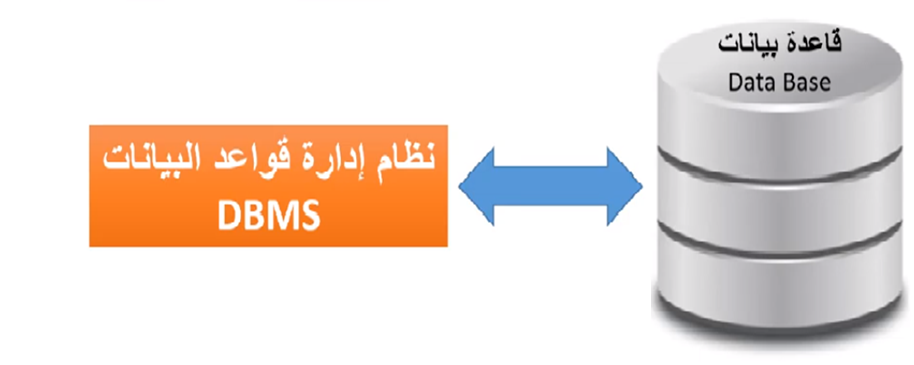 قاعدة بيانات
Data Base
نظام إدارة قواعد البيانات
DBMS